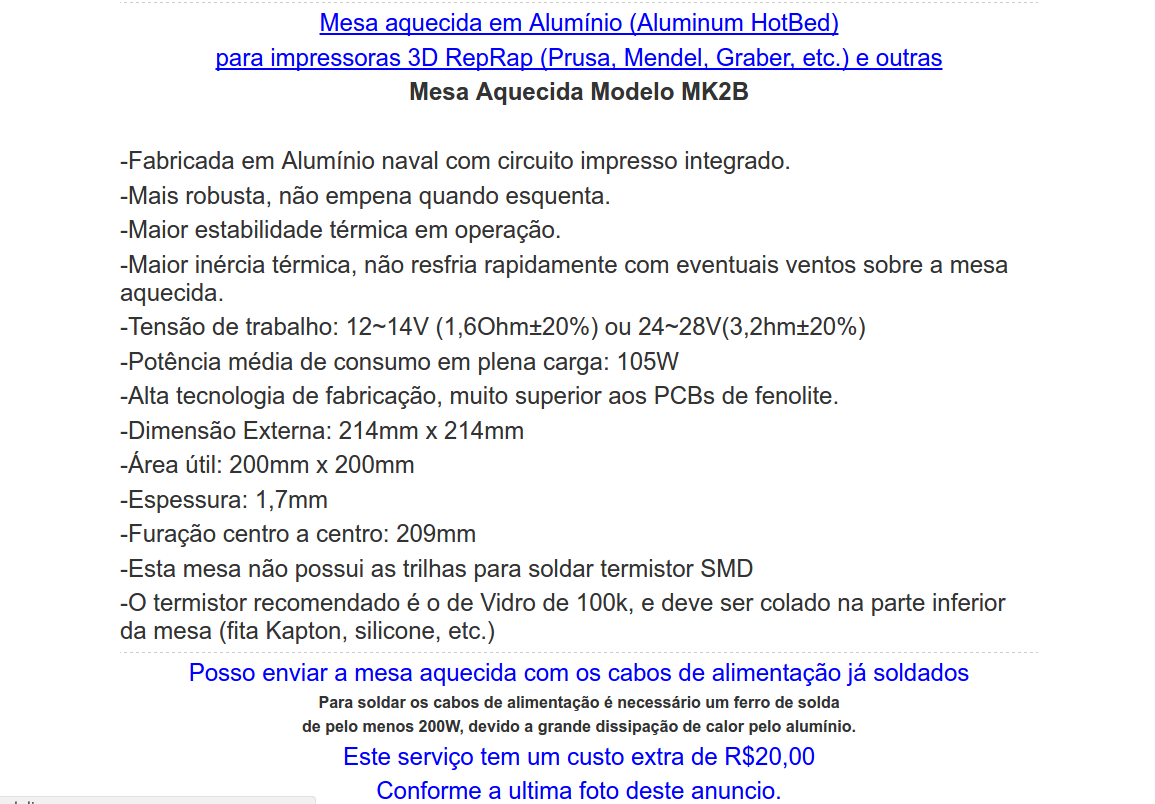 Mesa aquecida em Alumínio (Aluminum HotBed)
para impressoras 3D RepRap (Prusa, Mendel, Graber, etc.) e outras
Mesa Aquecida Modelo MK2B
-Fabricada em Alumínio naval com circuito impresso integrado.
-Mais robusta, não empena quando esquenta.
-Maior estabilidade térmica em operação.
-Maior inércia térmica, não resfria rapidamente com eventuais ventos sobre a mesa
aquecida.
-Tensão de trabalho: 12~14V (1,6Ohm±20%) ou 24~28V(3,2hm±20%)
-Potência média de consumo em plena carga: 105W
-Alta tecnologia de fabricação, muito superior aos PCBs de fenolite.
-Dimensão Externa: 214mm x 214mm
-Área útil: 200mm x 200mm
-Espessura: 1,7mm
-Furação centro a centro: 209mm
-Esta mesa não possui as trilhas para soldar termistor SMD
-O termistor recomendado é o de Vidro de 100k, e deve ser colado na parte inferior
da mesa (fita Kapton, silicone, etc.)
Posso enviar a mesa aquecida com os cabos de alimentação já soldados
Para soldar os cabos de alimentação é necessário um ferro de solda
de pelo menos 200W, devido a grande dissipação de calor pelo alumínio.
Este serviço tem um custo extra de R$20,00
Conforme a ultima foto deste anuncio.